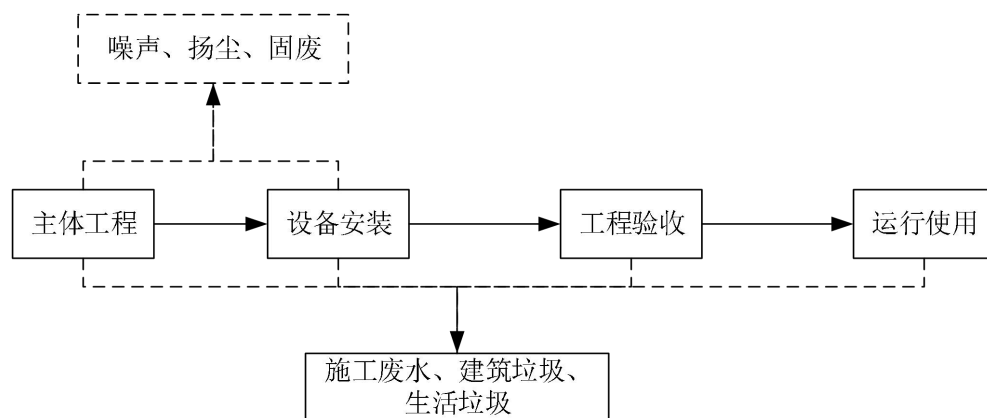 噪声、扬尘、固废
主体工程
设备安装
工程验收
运行使用
施工废水、建筑垃圾、
生活垃圾